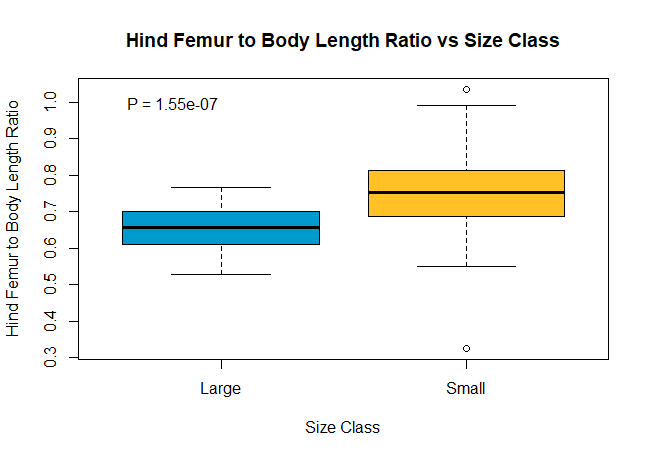 Hind Femur to Body Length Ratio vs Size Class
P = 1.55e-07
Hind Femur to Body Length Ratio
1.0
0.9
0.8
0.7
0.6
0.5
0.4
0.3
Large
Small
Size Class